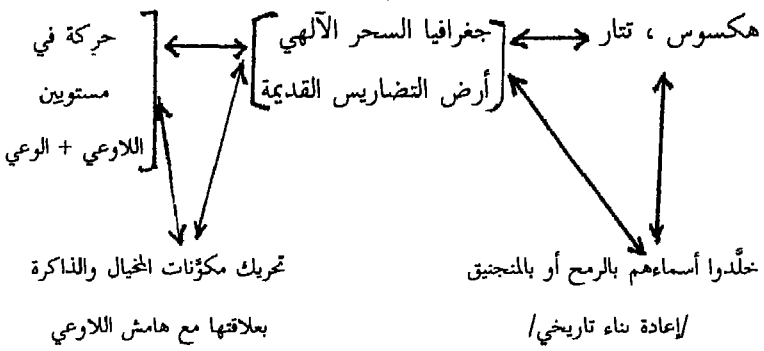 هكسوس ، تتار
جغرافيا السحر الآلهي
أرض التضاريس القديمة
حركة في
مستويين
اللاوعي + الوعي
خلَّدوا أسماءهم بالرمح أو بالمنجنيق
/إعادة بناء تاريخي/
تحريك مكوَّنات المخيال والذاكرة
بعلاقتها مع هامش اللاوعي